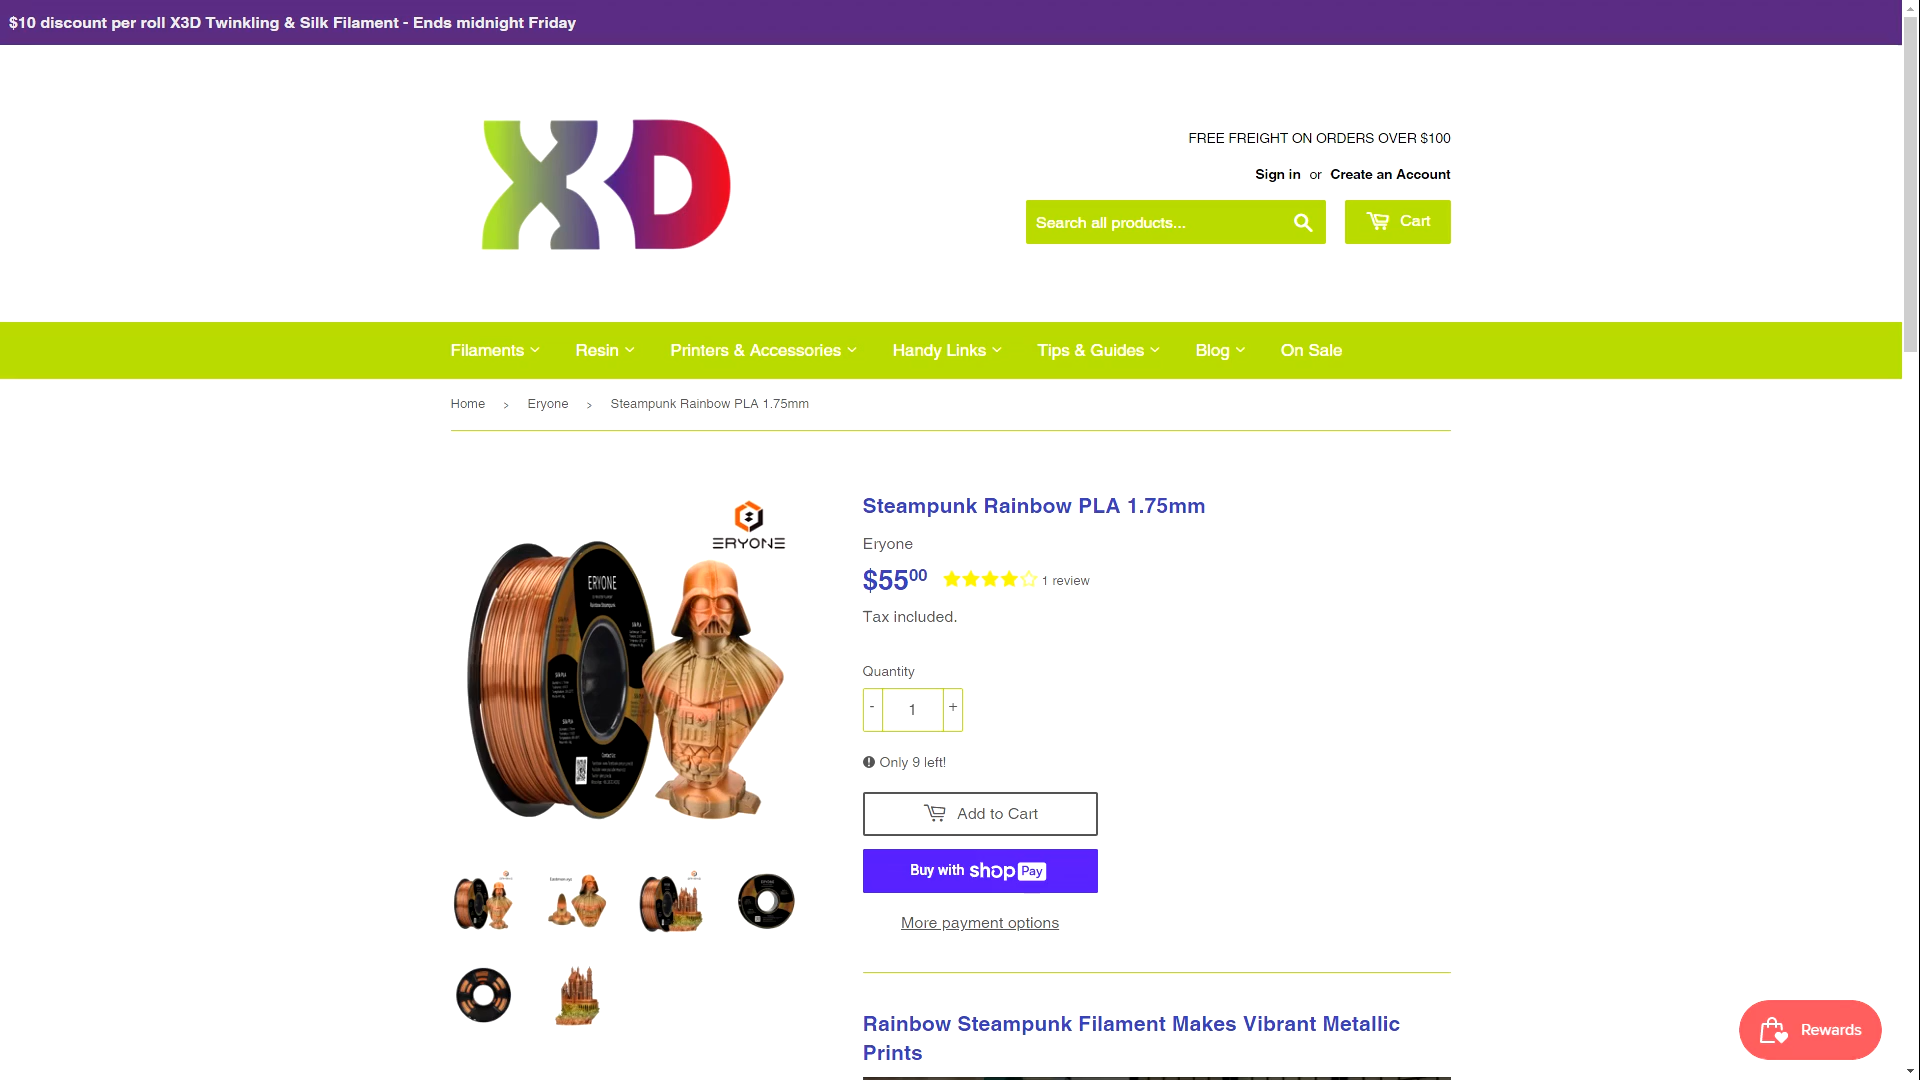 $10 discount per roll X3D Twinkling & Silk Filament - Ends midnight Friday
X3D
FREE FREIGHT ON ORDERS OVER $100
Sign in or Create an Account
Search all products...
Cart
Filaments Resin Printers & Accessories Handy Links Tips & Guides Blog On Sale
Home › Eryone › Steampunk Rainbow PLA 1.75mm
ERYONE
ERYONE
Steampunk Rainbow PLA 1.75mm
Eryone
$55.00 1 review
Tax included.
Quantity
- 1 +
Only 9 left!
Add to Cart
Buy with shop Pay
More payment options
Rainbow Steampunk Filament Makes Vibrant Metallic
Prints
Rewards